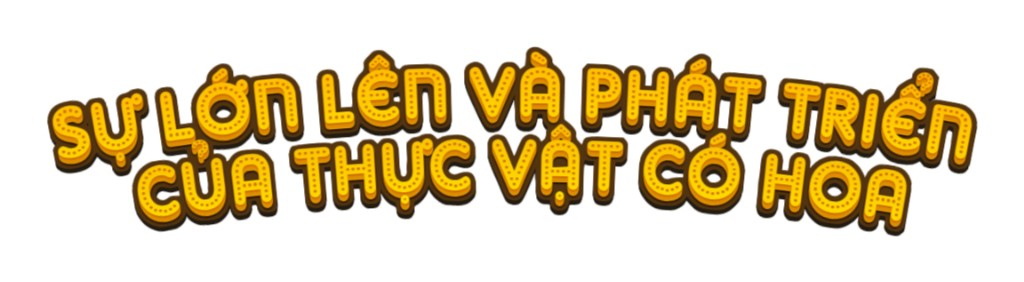 SỰ LỚN LÊN VÀ PHÁT TRIỂN
CỦA THỰC VẬT CÓ HOA